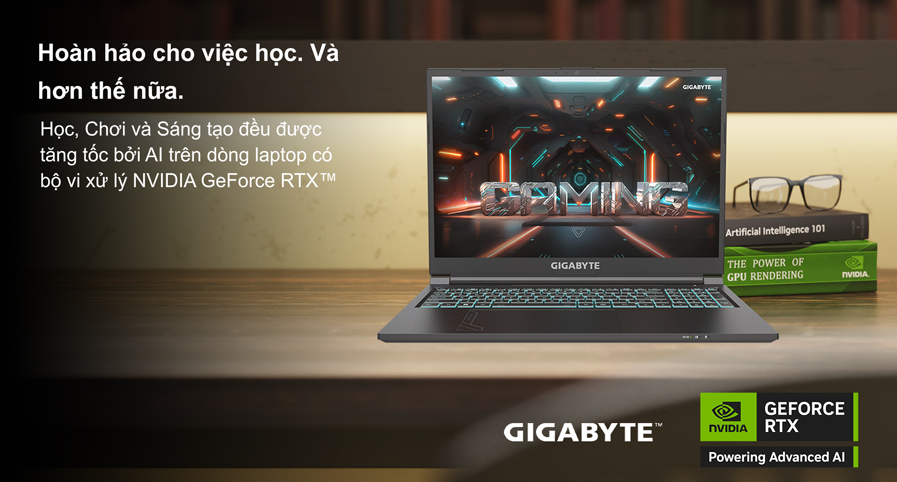 Hoàn hảo cho việc học. Và
hơn thế nữa.
Học, Chơi và Sáng tạo đều được
tăng tốc bởi AI trên dòng laptop có
bộ vi xử lý NVIDIA GeForce RTX™
GIGABYTE
GAMING
GIGABYTE
Artificial Intelligence 101
THE POWER OF
GPU RENDERING
NVIDIA.
GIGABYTE™
NVIDIA
GEFORCE
RTX
Powering Advanced AI